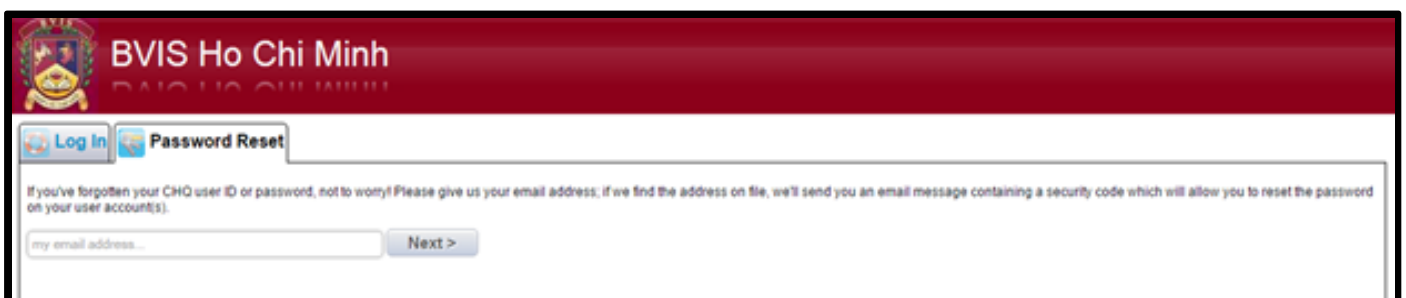 BVIS Ho Chi Minh
Log In
Password Reset
If you've forgotten your CHQ user ID or password, not to worry! Please give us your email address; if we find the address on file, we'll send you an email message containing a security code which will allow you to reset the password
on your user account(s).
my email address...
Next >